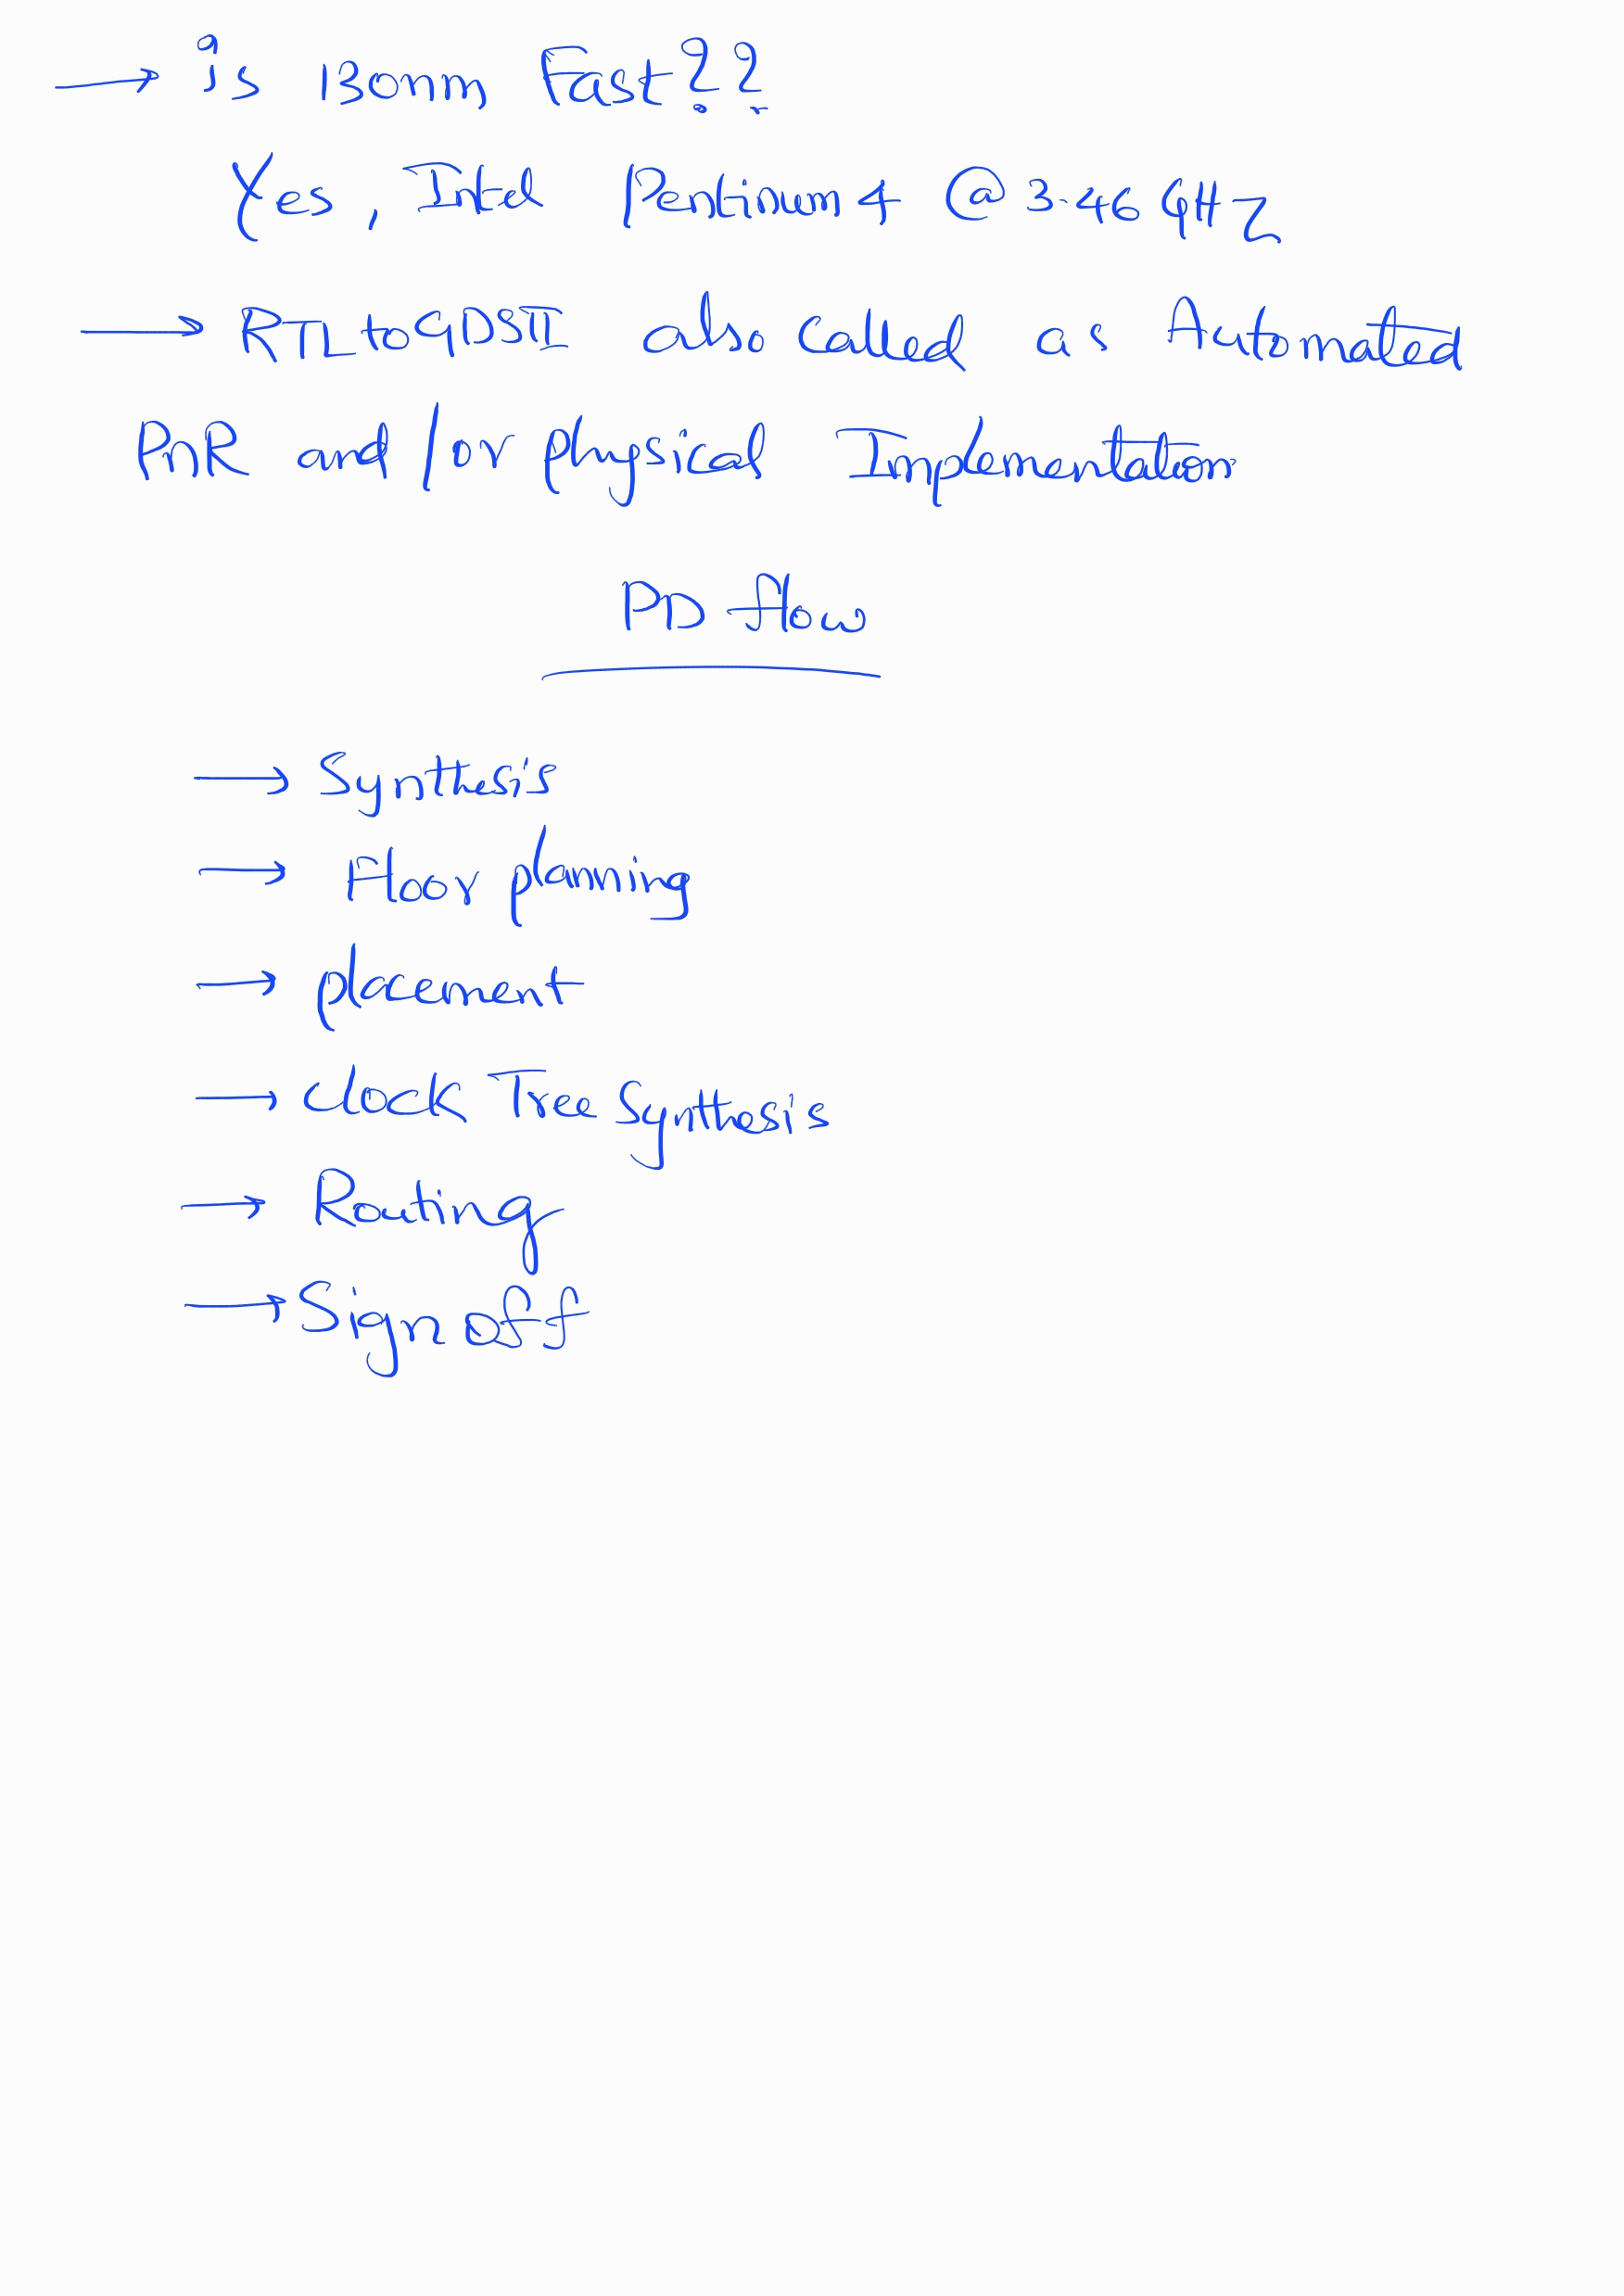 → is 130nm Fast??
Yes, Intel Pentinum 4 @ 3.46 GHz
→ RTL to GDSII also called as Automated
PnR and /or physical Implementation
PD flow
→ Synthesis
→ Floor planning
→ placement
→ Clock Tree Synthesis
→ Routing
→ Sign off